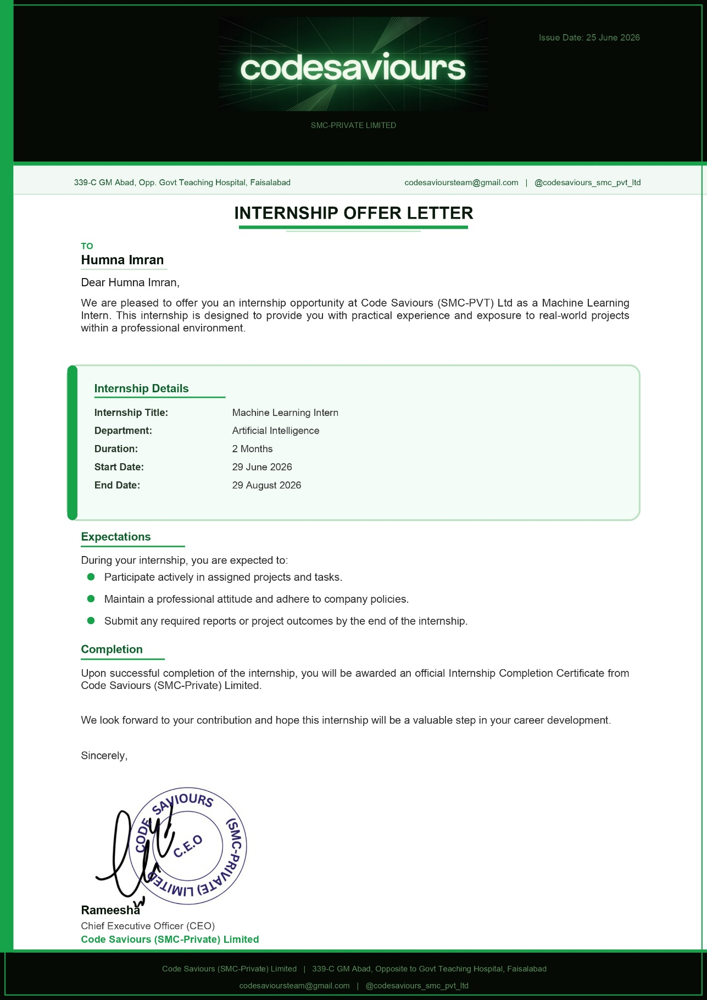 codesaviours
Issue Date: 25 June 2026
SMC-PRIVATE LIMITED
339-C GM Abad, Opp. Govt Teaching Hospital, Faisalabad
codesavioursteam@gmail.com | @codesaviours_smc_pvt_ltd
INTERNSHIP OFFER LETTER
TO
Humna Imran
Dear Humna Imran,
We are pleased to offer you an internship opportunity at Code Saviours (SMC-PVT) Ltd as a Machine Learning
Intern. This internship is designed to provide you with practical experience and exposure to real-world projects
within a professional environment.
Internship Details
Internship Title: Machine Learning Intern
Department: Artificial Intelligence
Duration: 2 Months
Start Date: 29 June 2026
End Date: 29 August 2026
Expectations
During your internship, you are expected to:
Participate actively in assigned projects and tasks.
Maintain a professional attitude and adhere to company policies.
Submit any required reports or project outcomes by the end of the internship.
Completion
Upon successful completion of the internship, you will be awarded an official Internship Completion Certificate from
Code Saviours (SMC-Private) Limited.
We look forward to your contribution and hope this internship will be a valuable step in your career development.
Sincerely,
CODE SAVIOURS (SMC-PRIVATE) LIMITED
C.E.O
Rameesha
Chief Executive Officer (CEO)
Code Saviours (SMC-Private) Limited
Code Saviours (SMC-Private) Limited | 339-C GM Abad, Opposite to Govt Teaching Hospital, Faisalabad
codesavioursteam@gmail.com | @codesaviours_smc_pvt_ltd